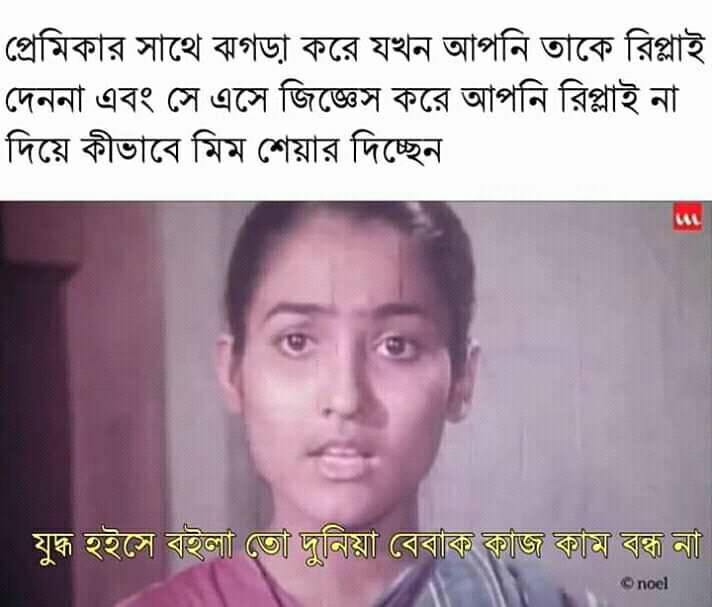 প্রেমিকার সাথে ঝগড়া করে যখন আপনি তাকে রিপ্লাই
দেননা এবং সে এসে জিজ্ঞেস করে আপনি রিপ্লাই না
দিয়ে কীভাবে মিম শেয়ার দিচ্ছেন
যুদ্ধ হইসে বইলা তো দুনিয়া বেবাক কাজ কাম বন্ধ না
© noel